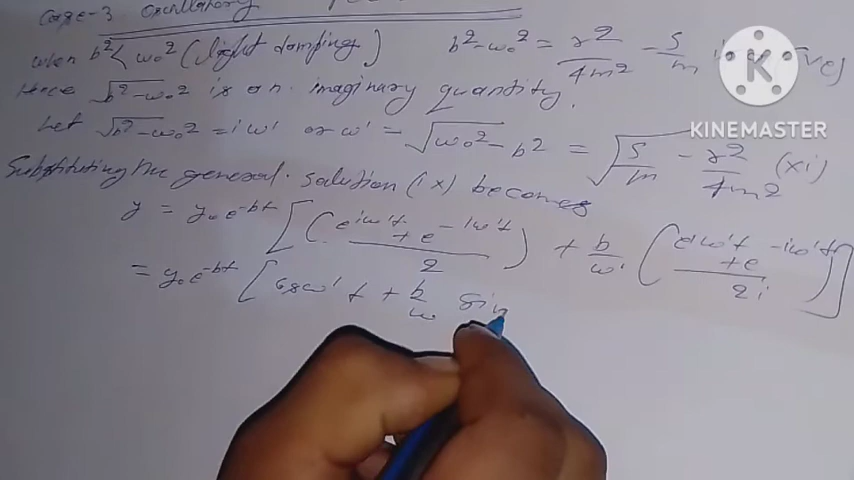 Case-3 Oscillatory
when b²<ω₀² (light damping) b²-ω₀² = r²/4m² - s/m is
Hence √b²-ω₀² is an imaginary quantity.
Let √b²-ω₀² = iω' or ω' = √ω₀²-b² = √s/m - r²/4m² (xi)
Substituting the general solution (ix) becomes
y = y₀e^-bt [(e^iω't + e^-iω't / 2) + b/ω' (e^iω't + e^-iω't / 2i)]
= y₀e^-bt [cosω't + b/ω sin
KINEMASTER